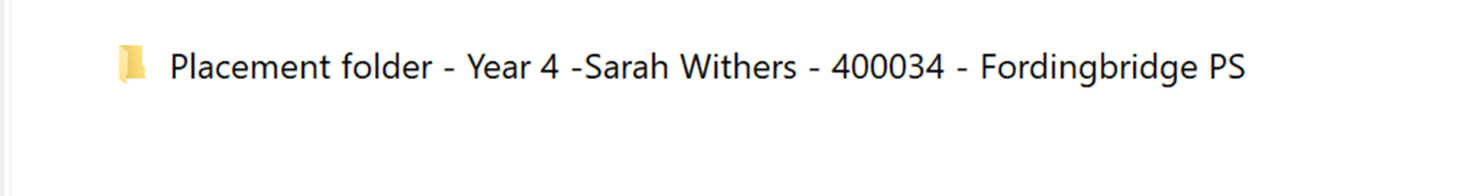 Placement folder - Year 4 -Sarah Withers - 400034 - Fordingbridge PS